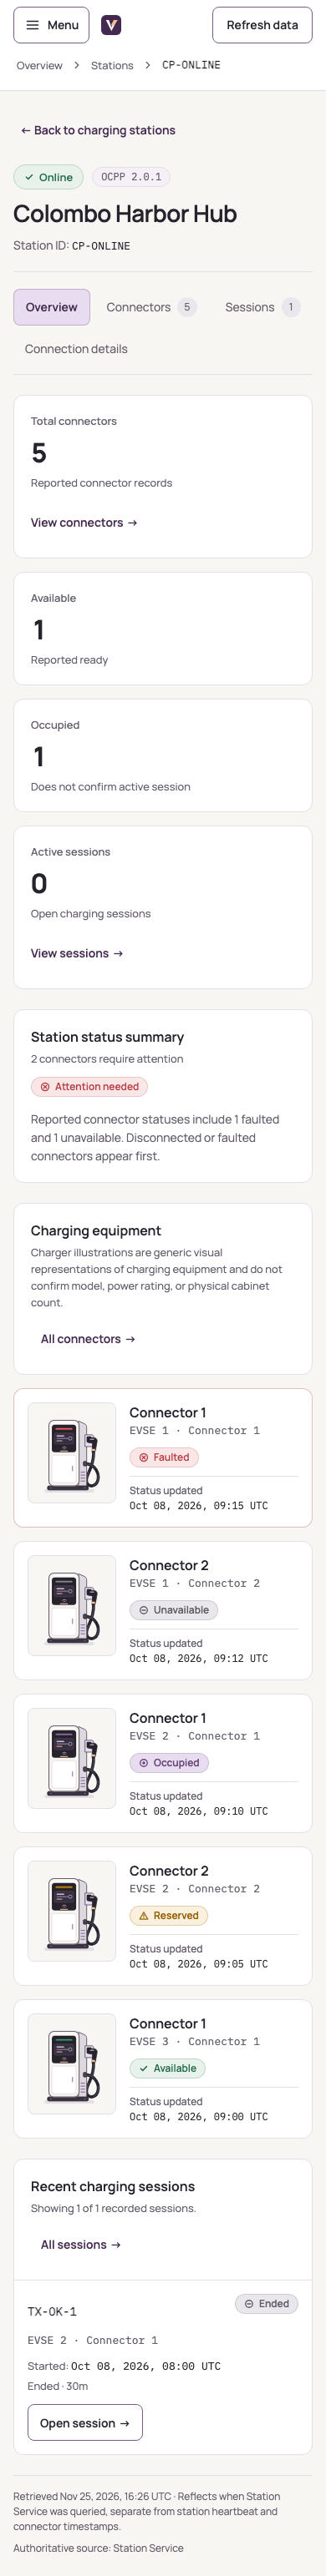 Menu
Refresh data
Overview > Stations > CP-ONLINE
← Back to charging stations
Online OCPP 2.0.1
Colombo Harbor Hub
Station ID: CP-ONLINE
Overview Connectors 5 Sessions 1
Connection details
Total connectors
5
Reported connector records
View connectors →
Available
1
Reported ready
Occupied
1
Does not confirm active session
Active sessions
0
Open charging sessions
View sessions →
Station status summary
2 connectors require attention
Attention needed
Reported connector statuses include 1 faulted
and 1 unavailable. Disconnected or faulted
connectors appear first.
Charging equipment
Charger illustrations are generic visual
representations of charging equipment and do not
confirm model, power rating, or physical cabinet
count.
All connectors →
Connector 1
EVSE 1 · Connector 1
Faulted
Status updated
Oct 08, 2026, 09:15 UTC
Connector 2
EVSE 1 · Connector 2
Unavailable
Status updated
Oct 08, 2026, 09:12 UTC
Connector 1
EVSE 2 · Connector 1
Occupied
Status updated
Oct 08, 2026, 09:10 UTC
Connector 2
EVSE 2 · Connector 2
Reserved
Status updated
Oct 08, 2026, 09:05 UTC
Connector 1
EVSE 3 · Connector 1
Available
Status updated
Oct 08, 2026, 09:00 UTC
Recent charging sessions
Showing 1 of 1 recorded sessions.
All sessions →
TX-OK-1
Ended
EVSE 2 · Connector 1
Started: Oct 08, 2026, 08:00 UTC
Ended · 30m
Open session →
Retrieved Nov 25, 2026, 16:26 UTC · Reflects when Station
Service was queried, separate from station heartbeat and
connector timestamps.
Authoritative source: Station Service